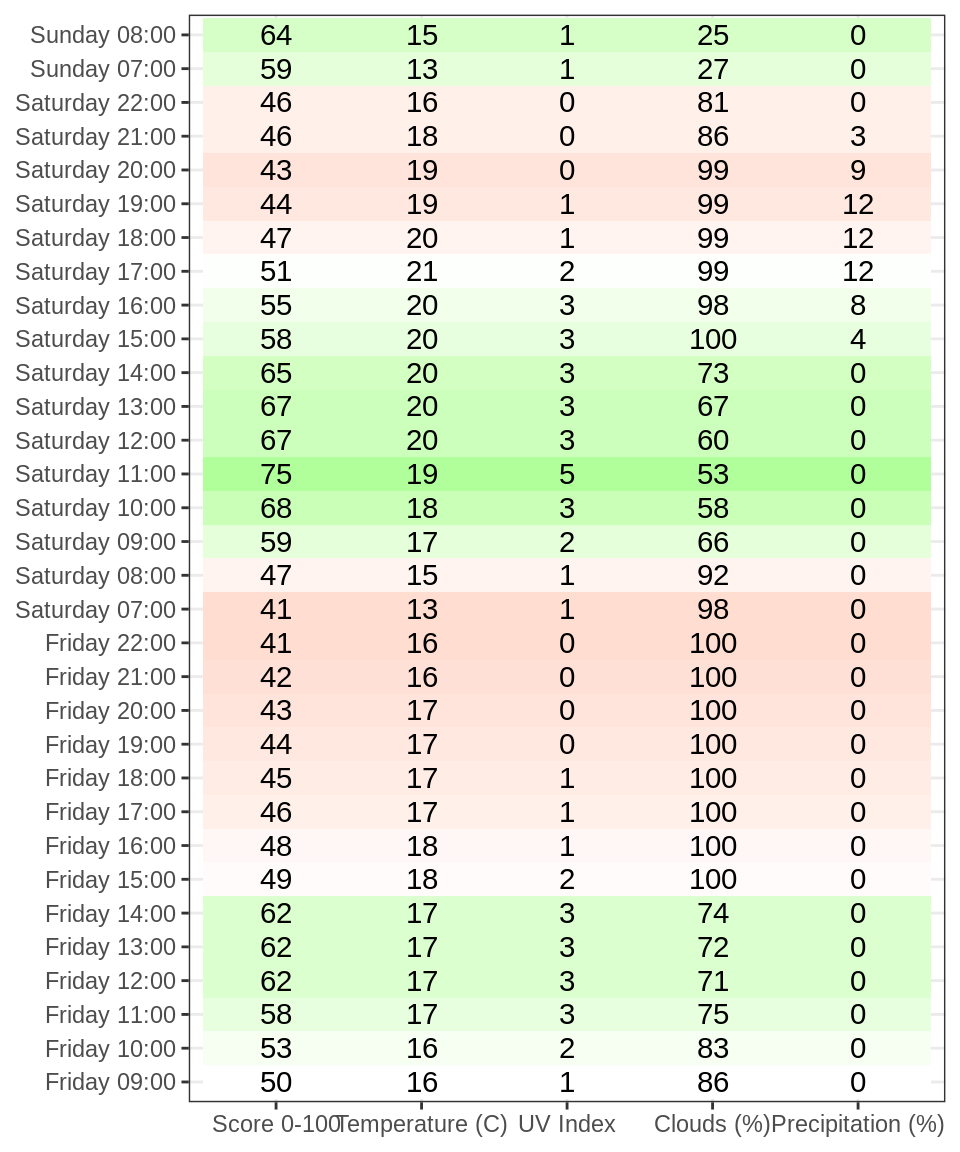 Sunday 08:00 64 15 1 25 0
Sunday 07:00 59 13 1 27 0
Saturday 22:00 46 16 0 81 0
Saturday 21:00 46 18 0 86 3
Saturday 20:00 43 19 0 99 9
Saturday 19:00 44 19 1 99 12
Saturday 18:00 47 20 1 99 12
Saturday 17:00 51 21 2 99 12
Saturday 16:00 55 20 3 98 8
Saturday 15:00 58 20 3 100 4
Saturday 14:00 65 20 3 73 0
Saturday 13:00 67 20 3 67 0
Saturday 12:00 67 20 3 60 0
Saturday 11:00 75 19 5 53 0
Saturday 10:00 68 18 3 58 0
Saturday 09:00 59 17 2 66 0
Saturday 08:00 47 15 1 92 0
Saturday 07:00 41 13 1 98 0
Friday 22:00 41 16 0 100 0
Friday 21:00 42 16 0 100 0
Friday 20:00 43 17 0 100 0
Friday 19:00 44 17 0 100 0
Friday 18:00 45 17 1 100 0
Friday 17:00 46 17 1 100 0
Friday 16:00 48 18 1 100 0
Friday 15:00 49 18 2 100 0
Friday 14:00 62 17 3 74 0
Friday 13:00 62 17 3 72 0
Friday 12:00 62 17 3 71 0
Friday 11:00 58 17 3 75 0
Friday 10:00 53 16 2 83 0
Friday 09:00 50 16 1 86 0
Score 0-100 Temperature (C) UV Index Clouds (%) Precipitation (%)